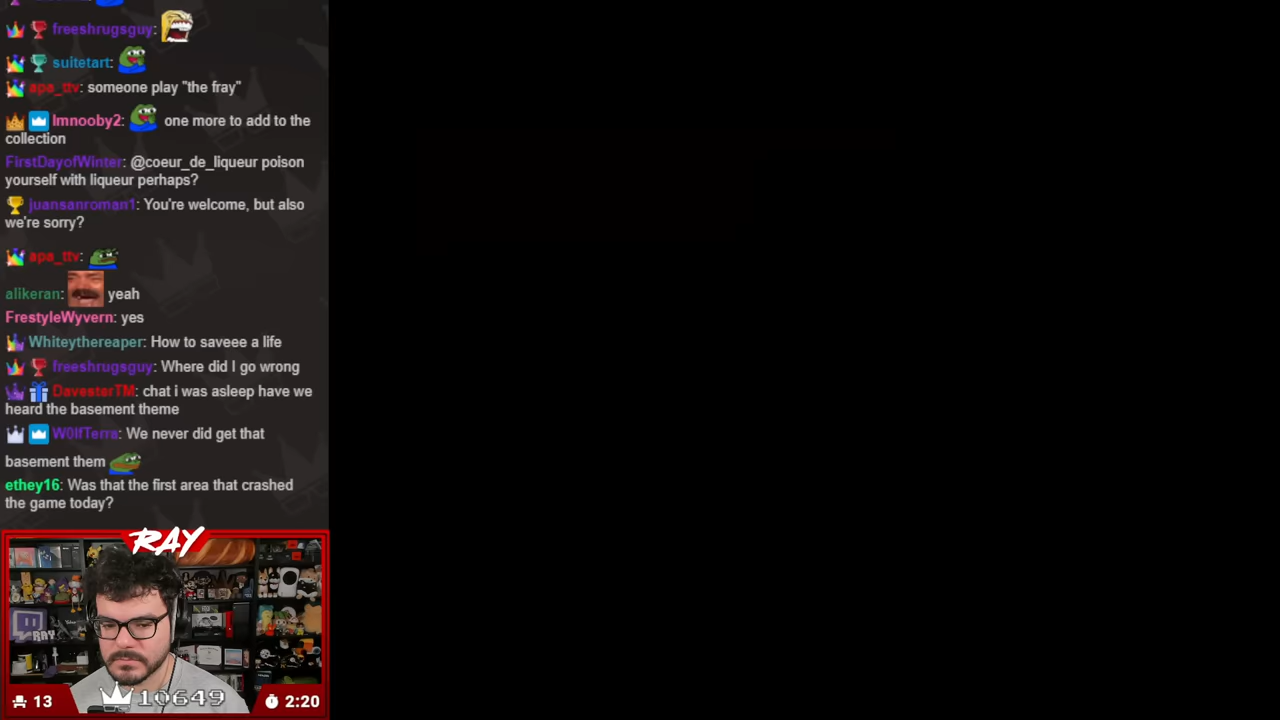 freeshrugsguy:
suitetart:
apa_ttv: someone play "the fray"
lmnooby2: one more to add to the
collection
FirstDayofWinter: @coeur_de_liqueur poison
yourself with liqueur perhaps?
juansanroman1: You're welcome, but also
we're sorry?
apa_ttv:
alikeran: yeah
FrestyleWyvern: yes
Whiteythereaper: How to saveee a life
freeshrugsguy: Where did I go wrong
DavesterTM: chat i was asleep have we
heard the basement theme
W0lfTerra: We never did get that
basement them
ethey16: Was that the first area that crashed
the game today?
RAY
RAY
13
10649
2:20